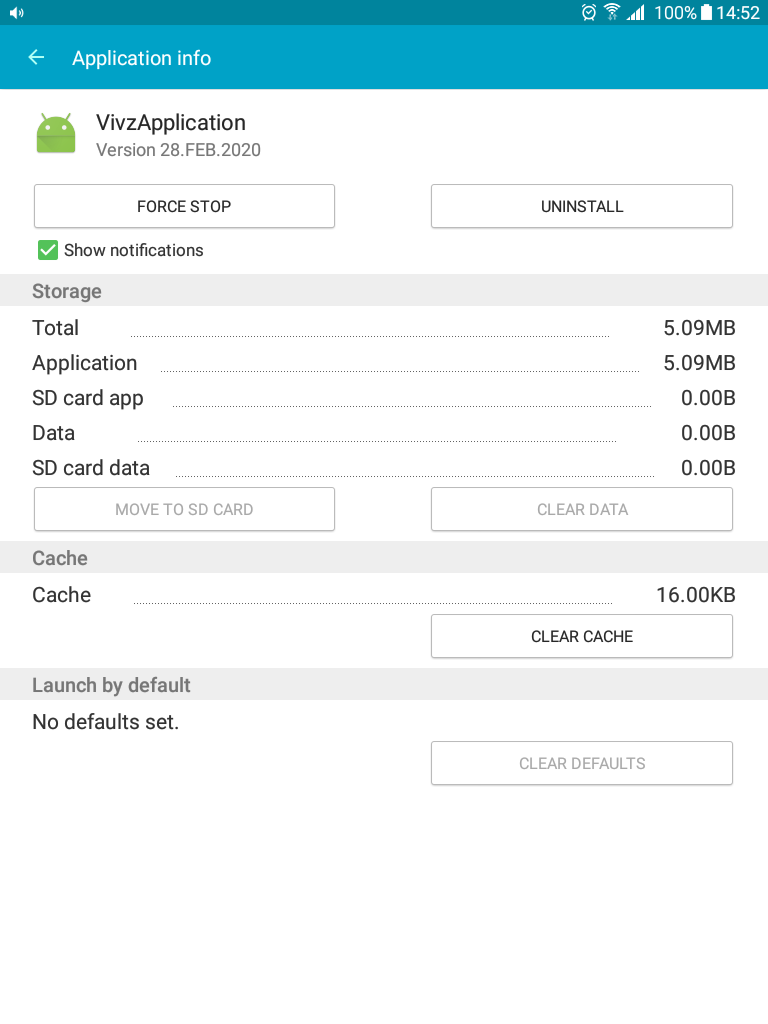 100% 14:52
Application info
VivzApplication
Version 28.FEB.2020
FORCE STOP
UNINSTALL
Show notifications
Storage
Total 5.09MB
Application 5.09MB
SD card app 0.00B
Data 0.00B
SD card data 0.00B
MOVE TO SD CARD
CLEAR DATA
Cache
Cache 16.00KB
CLEAR CACHE
Launch by default
No defaults set.
CLEAR DEFAULTS